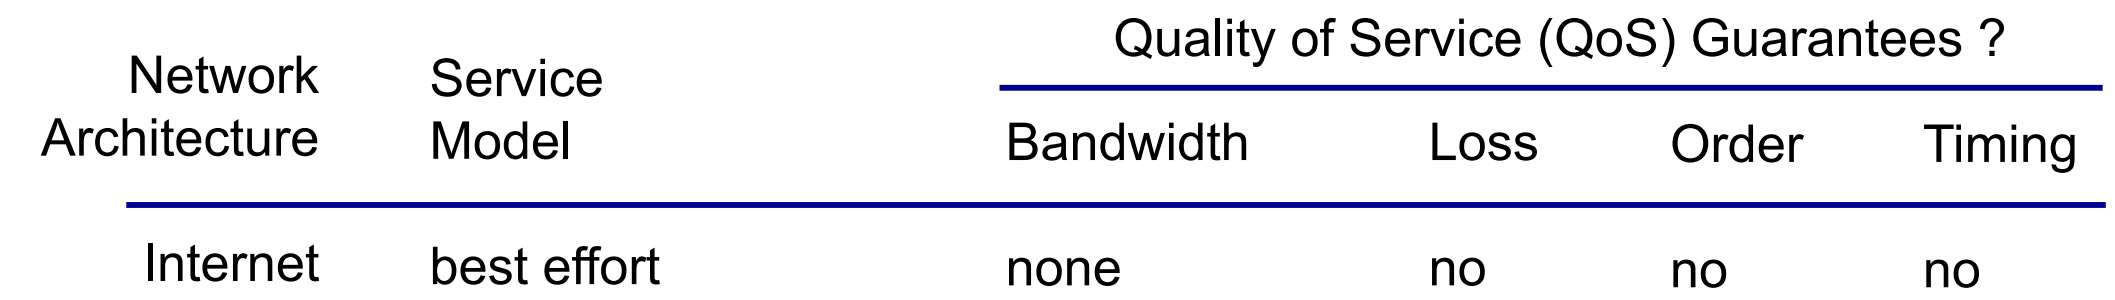 Quality of Service (QoS) Guarantees ?
Network Service
Architecture Model Bandwidth Loss Order Timing
Internet best effort none no no no